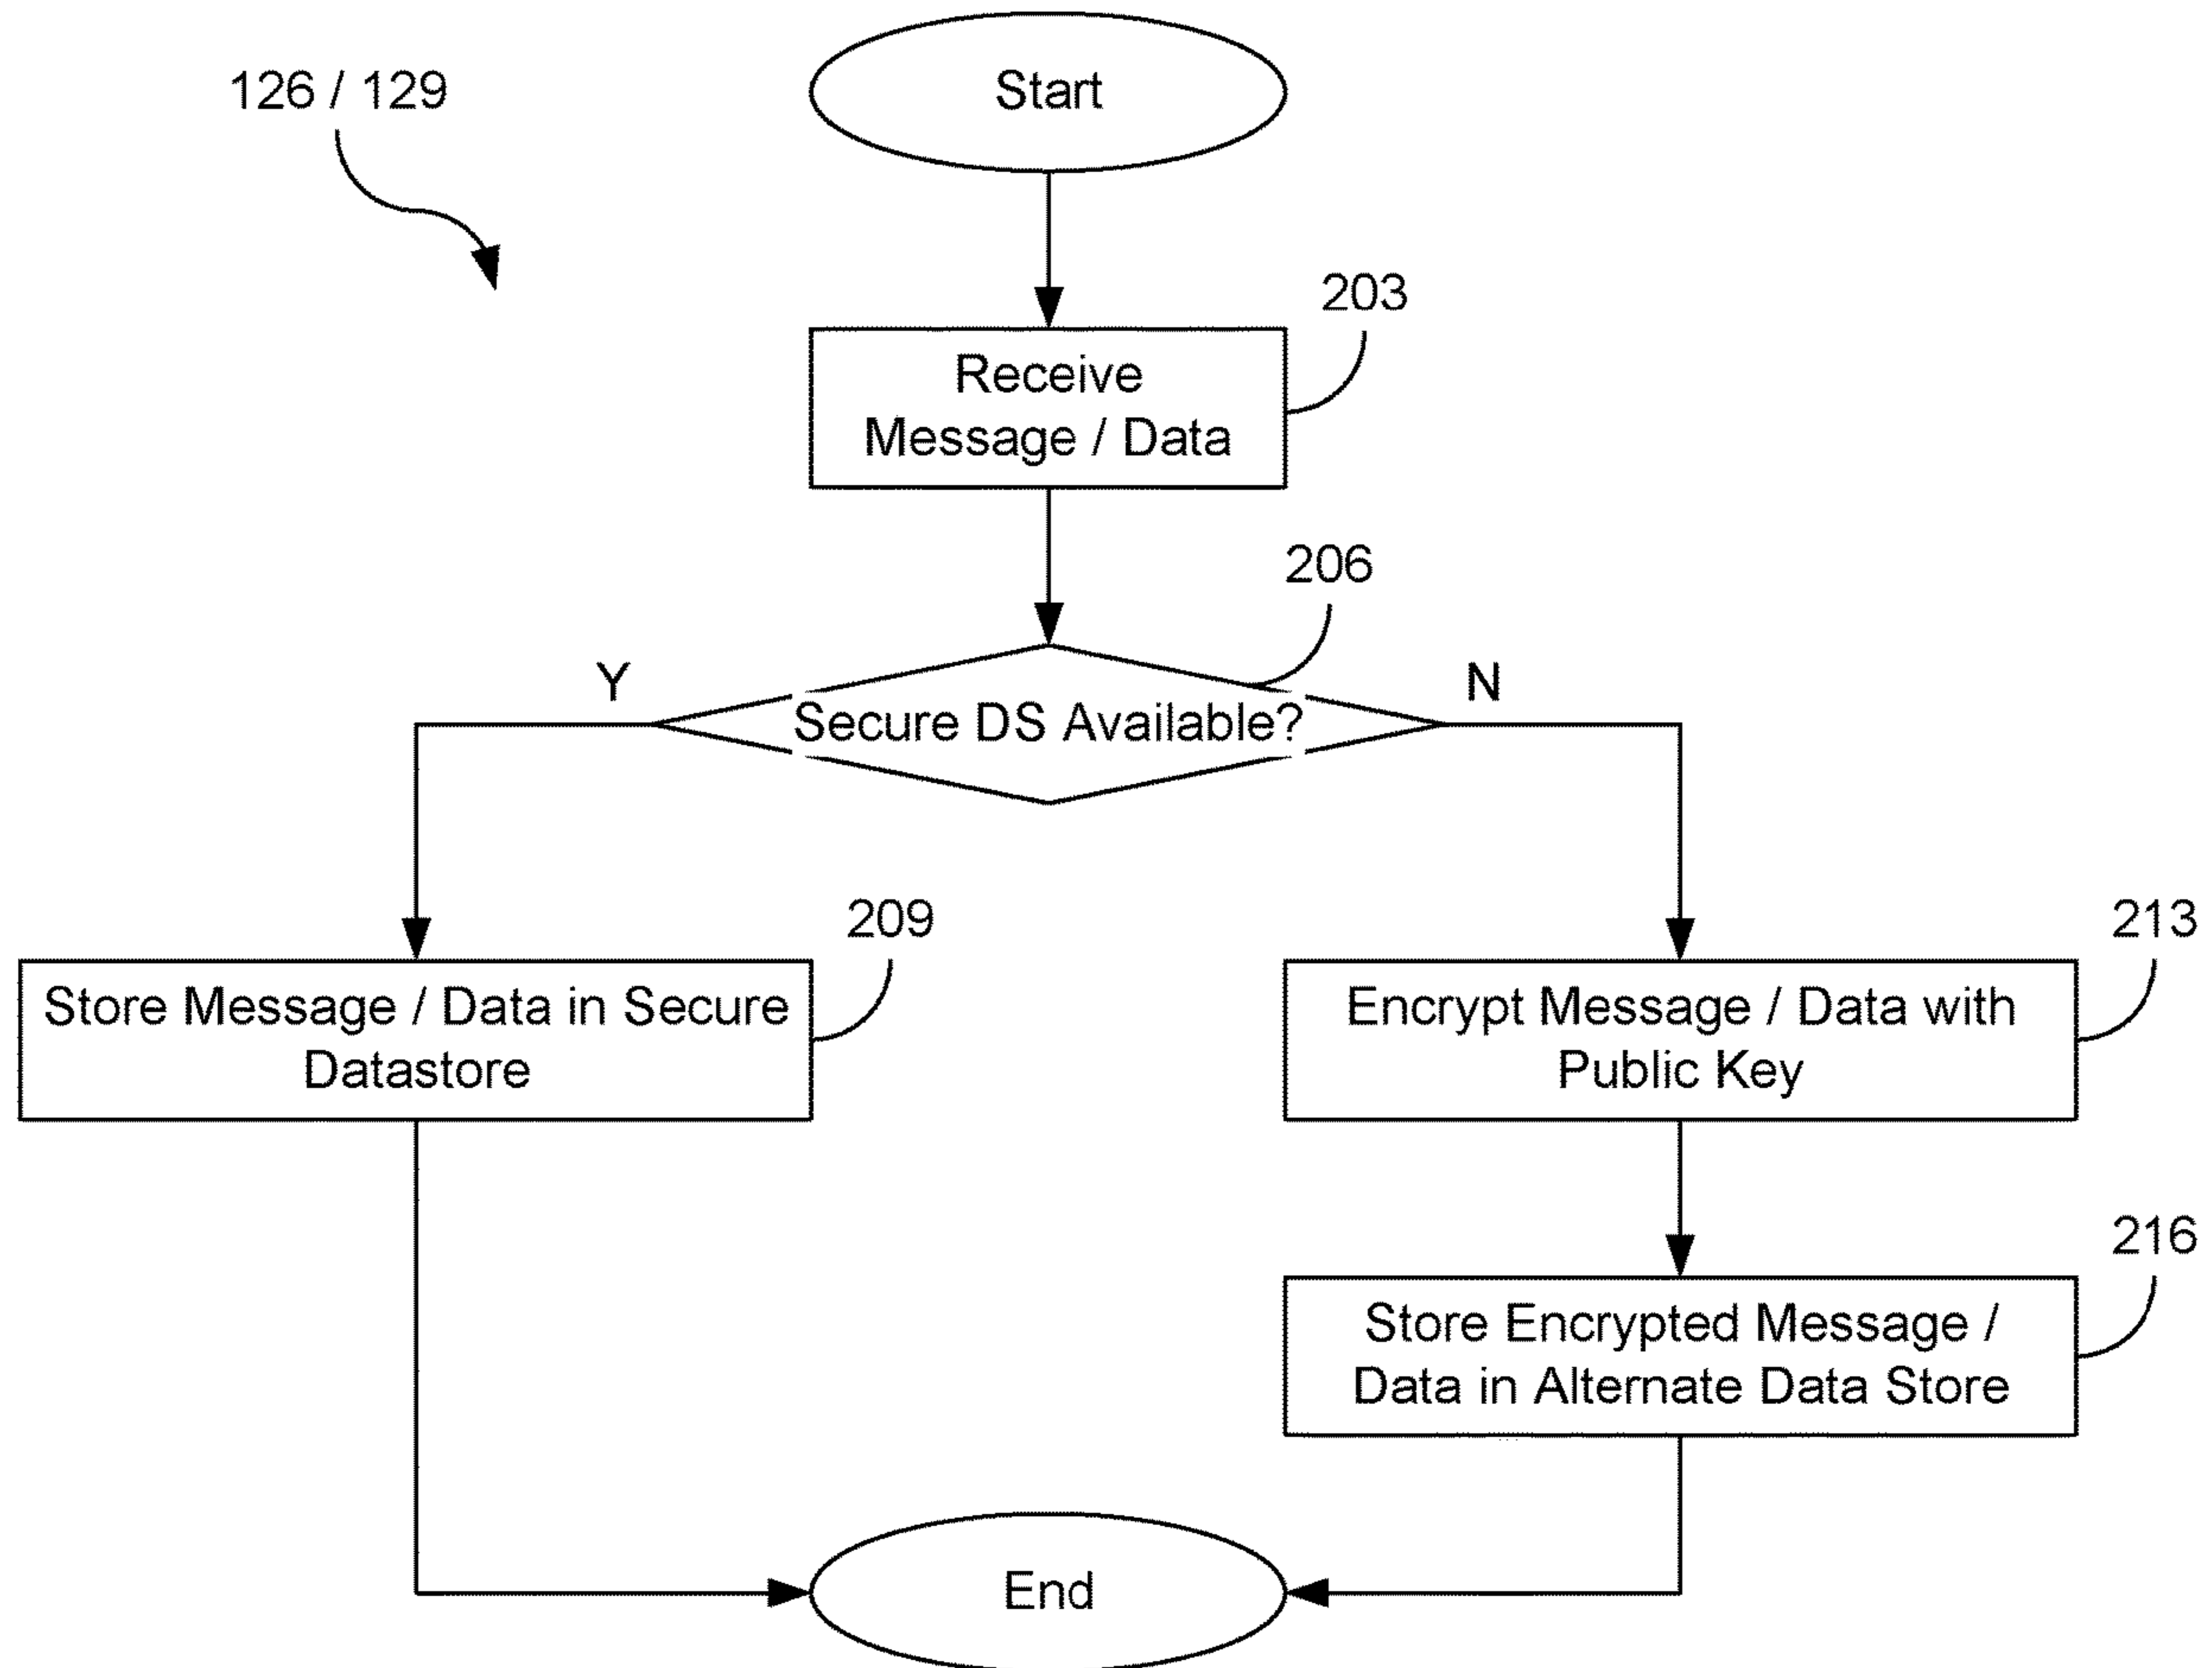 126 / 129
Start
203
Receive
Message / Data
206
Y
Secure DS Available?
N
209
Store Message / Data in Secure
Datastore
213
Encrypt Message / Data with
Public Key
216
Store Encrypted Message /
Data in Alternate Data Store
End